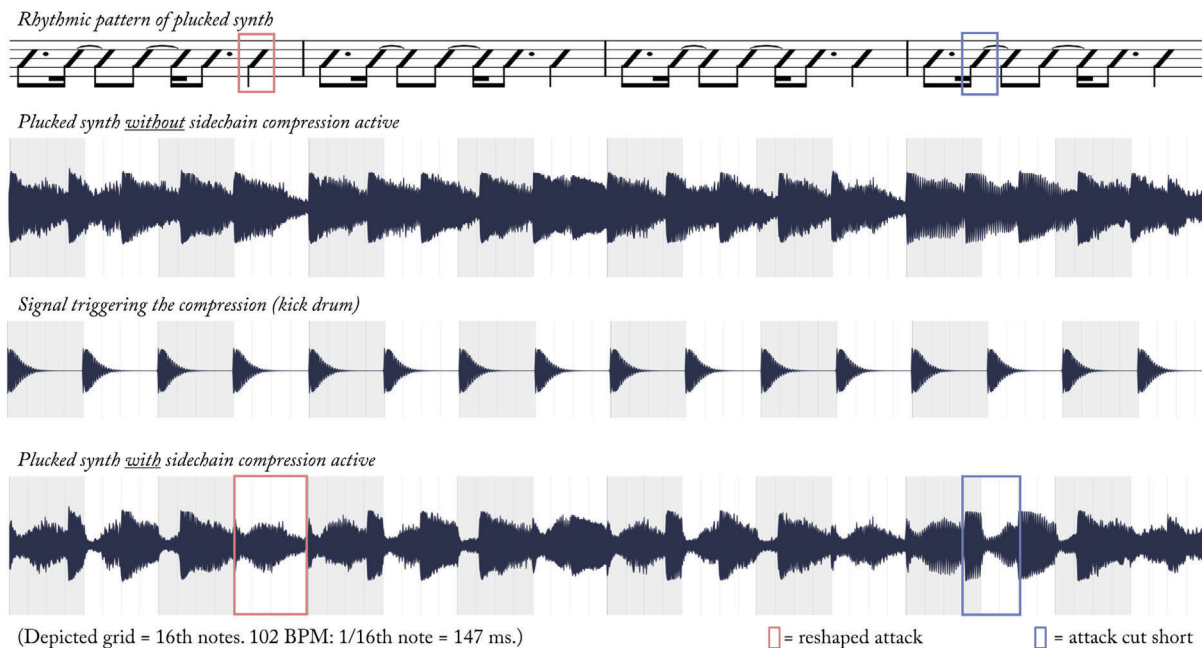 Rhythmic pattern of plucked synth
Plucked synth without sidechain compression active
Signal triggering the compression (kick drum)
Plucked synth with sidechain compression active
(Depicted grid = 16th notes. 102 BPM: 1/16th note = 147 ms.)
= reshaped attack
= attack cut short